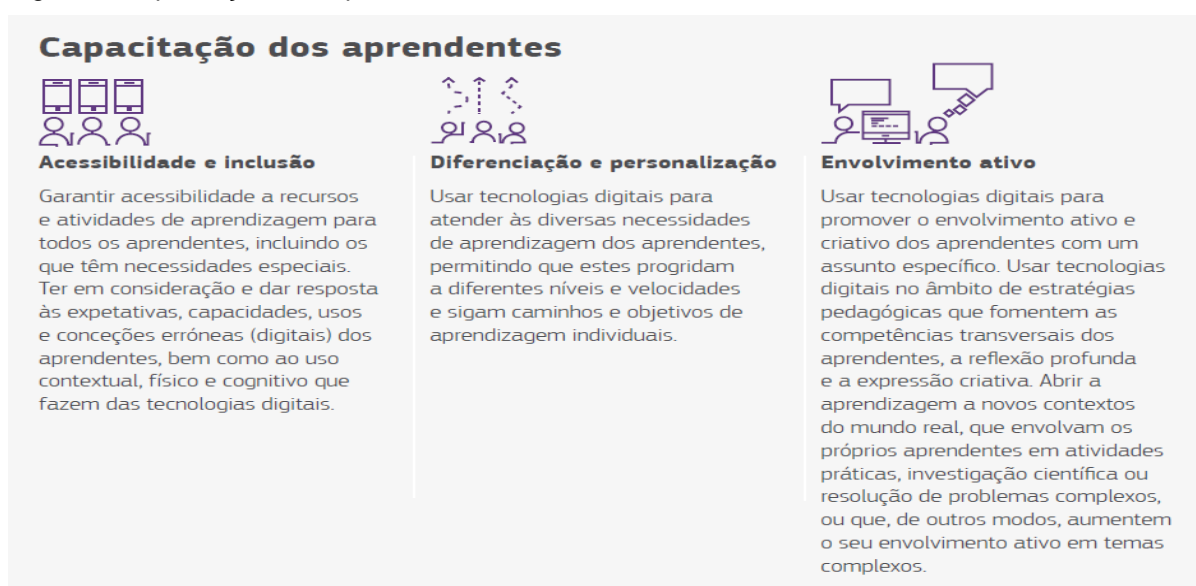 Capacitação dos aprendentes
Acessibilidade e inclusão
Garantir acessibilidade a recursos
e atividades de aprendizagem para
todos os aprendentes, incluindo os
que têm necessidades especiais.
Ter em consideração e dar resposta
às expetativas, capacidades, usos
e conceções erróneas (digitais) dos
aprendentes, bem como ao uso
contextual, físico e cognitivo que
fazem das tecnologias digitais.
Diferenciação e personalização
Usar tecnologias digitais para
atender às diversas necessidades
de aprendizagem dos aprendentes,
permitindo que estes progridam
a diferentes níveis e velocidades
e sigam caminhos e objetivos de
aprendizagem individuais.
Envolvimento ativo
Usar tecnologias digitais para
promover o envolvimento ativo e
criativo dos aprendentes com um
assunto específico. Usar tecnologias
digitais no âmbito de estratégias
pedagógicas que fomentem as
competências transversais dos
aprendentes, a reflexão profunda
e a expressão criativa. Abrir a
aprendizagem a novos contextos
do mundo real, que envolvam os
próprios aprendentes em atividades
práticas, investigação científica ou
resolução de problemas complexos,
ou que, de outros modos, aumentem
o seu envolvimento ativo em temas
complexos.